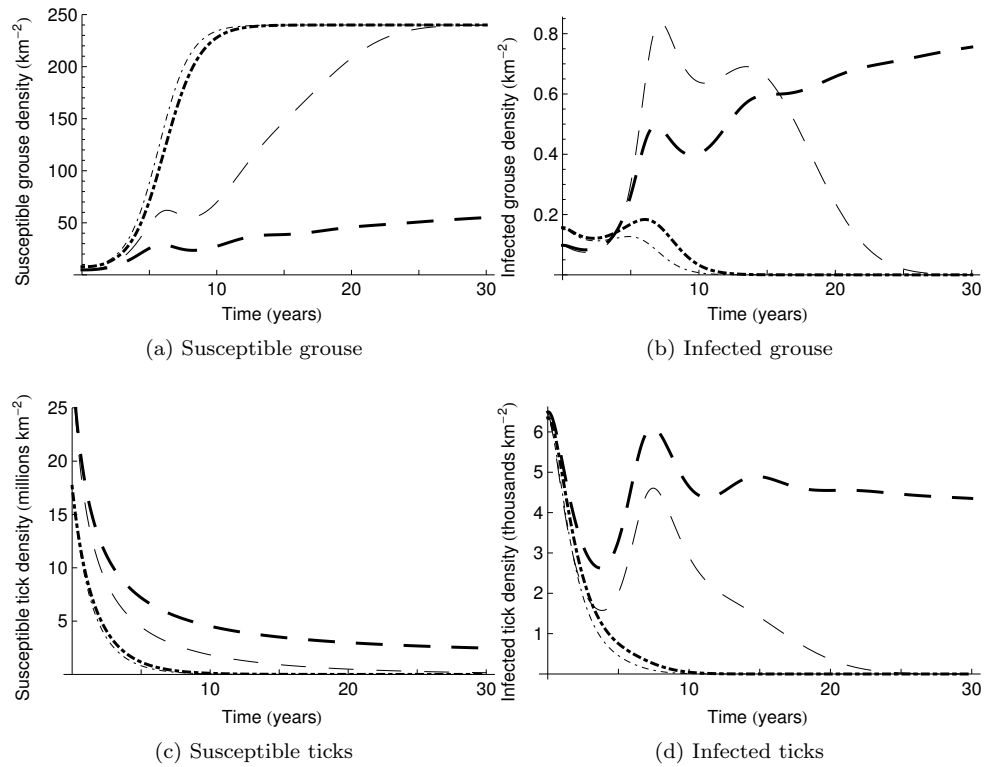 Susceptible grouse density (km⁻²)
250
200
150
100
50
10
20
30
Time (years)
(a) Susceptible grouse
Infected grouse density (km⁻²)
0.8
0.6
0.4
0.2
10
20
30
Time (years)
(b) Infected grouse
Susceptible tick density (millions km⁻²)
25
20
15
10
5
10
20
30
Time (years)
(c) Susceptible ticks
Infected tick density (thousands km⁻²)
6
5
4
3
2
1
10
20
30
Time (years)
(d) Infected ticks